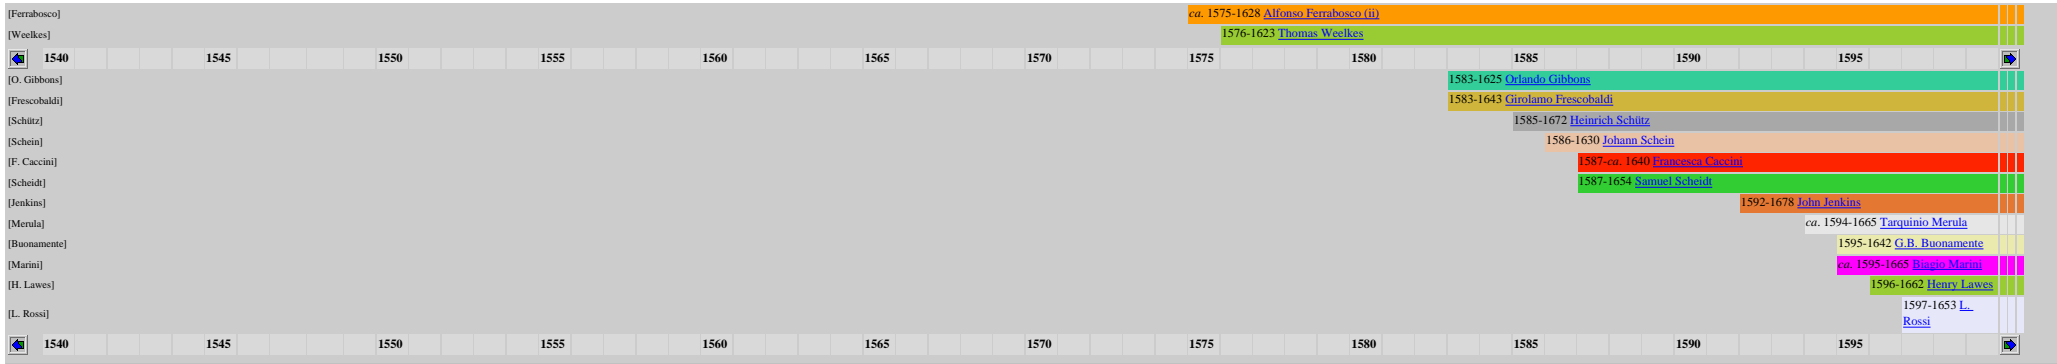 [Ferrabosco] ca. 1575-1628 Alfonso Ferrabosco (ii)
[Weelkes] 1576-1623 Thomas Weelkes
1540 1545 1550 1555 1560 1565 1570 1575 1580 1585 1590 1595
[O. Gibbons] 1583-1625 Orlando Gibbons
[Frescobaldi] 1583-1643 Girolamo Frescobaldi
[Schütz] 1585-1672 Heinrich Schütz
[Schein] 1586-1630 Johann Schein
[F. Caccini] 1587-ca. 1640 Francesca Caccini
[Scheidt] 1587-1654 Samuel Scheidt
[Jenkins] 1592-1678 John Jenkins
[Merula] ca. 1594-1665 Tarquinio Merula
[Buonamente] 1595-1642 G.B. Buonamente
[Marini] ca. 1595-1665 Biagio Marini
[H. Lawes] 1596-1662 Henry Lawes
[L. Rossi] 1597-1653 L.
Rossi
1540 1545 1550 1555 1560 1565 1570 1575 1580 1585 1590 1595